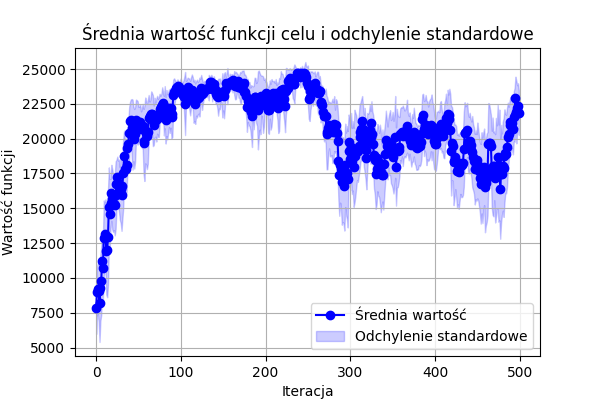 Średnia wartość funkcji celu i odchylenie standardowe
Wartość funkcji
25000
22500
20000
17500
15000
12500
10000
7500
5000
0 100 200 300 400 500
Iteracja
Średnia wartość
Odchylenie standardowe